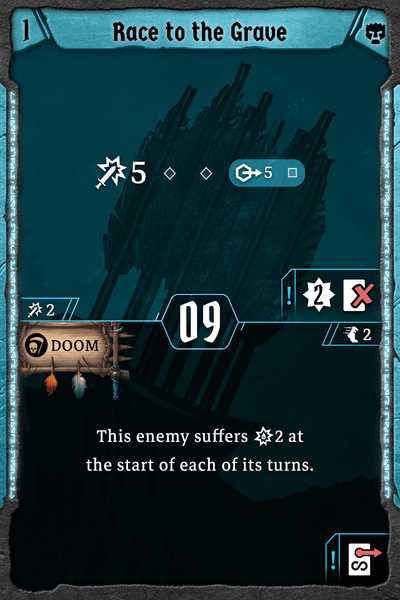 1
Race to the Grave
5
5
! 2
2
09
2
DOOM
This enemy suffers 2 at
the start of each of its turns.
!